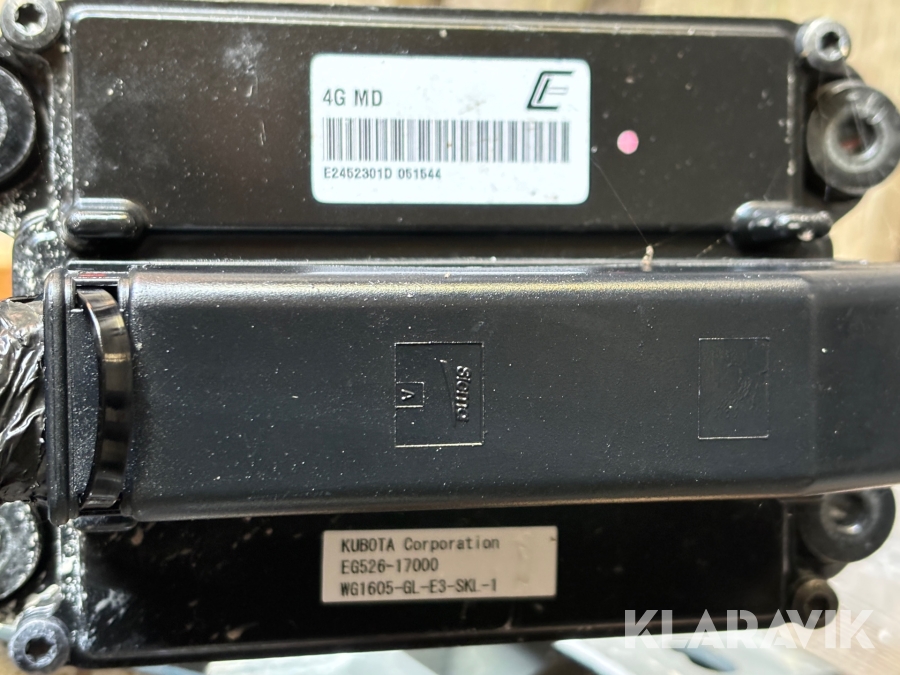 4G MD
E2452301D 051544
A
KUBOTA Corporation
EG526-17000
WG1605-GL-E3-SKL-1
KLARAVIK